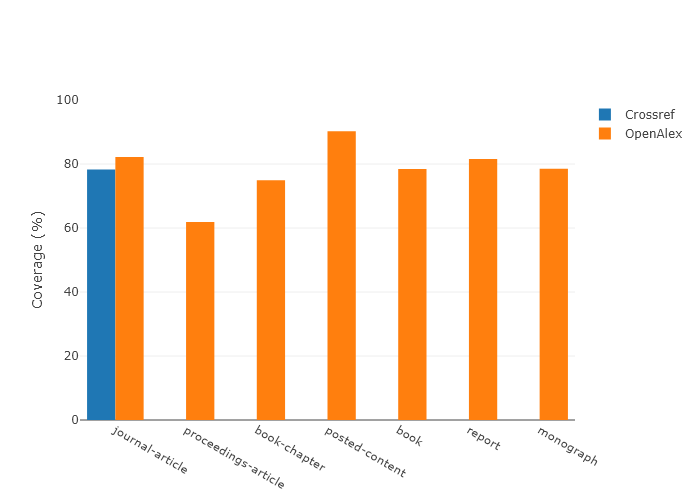 100
80
60
40
20
0
Coverage (%)
journal-article
proceedings-article
book-chapter
posted-content
book
report
monograph
Crossref
OpenAlex